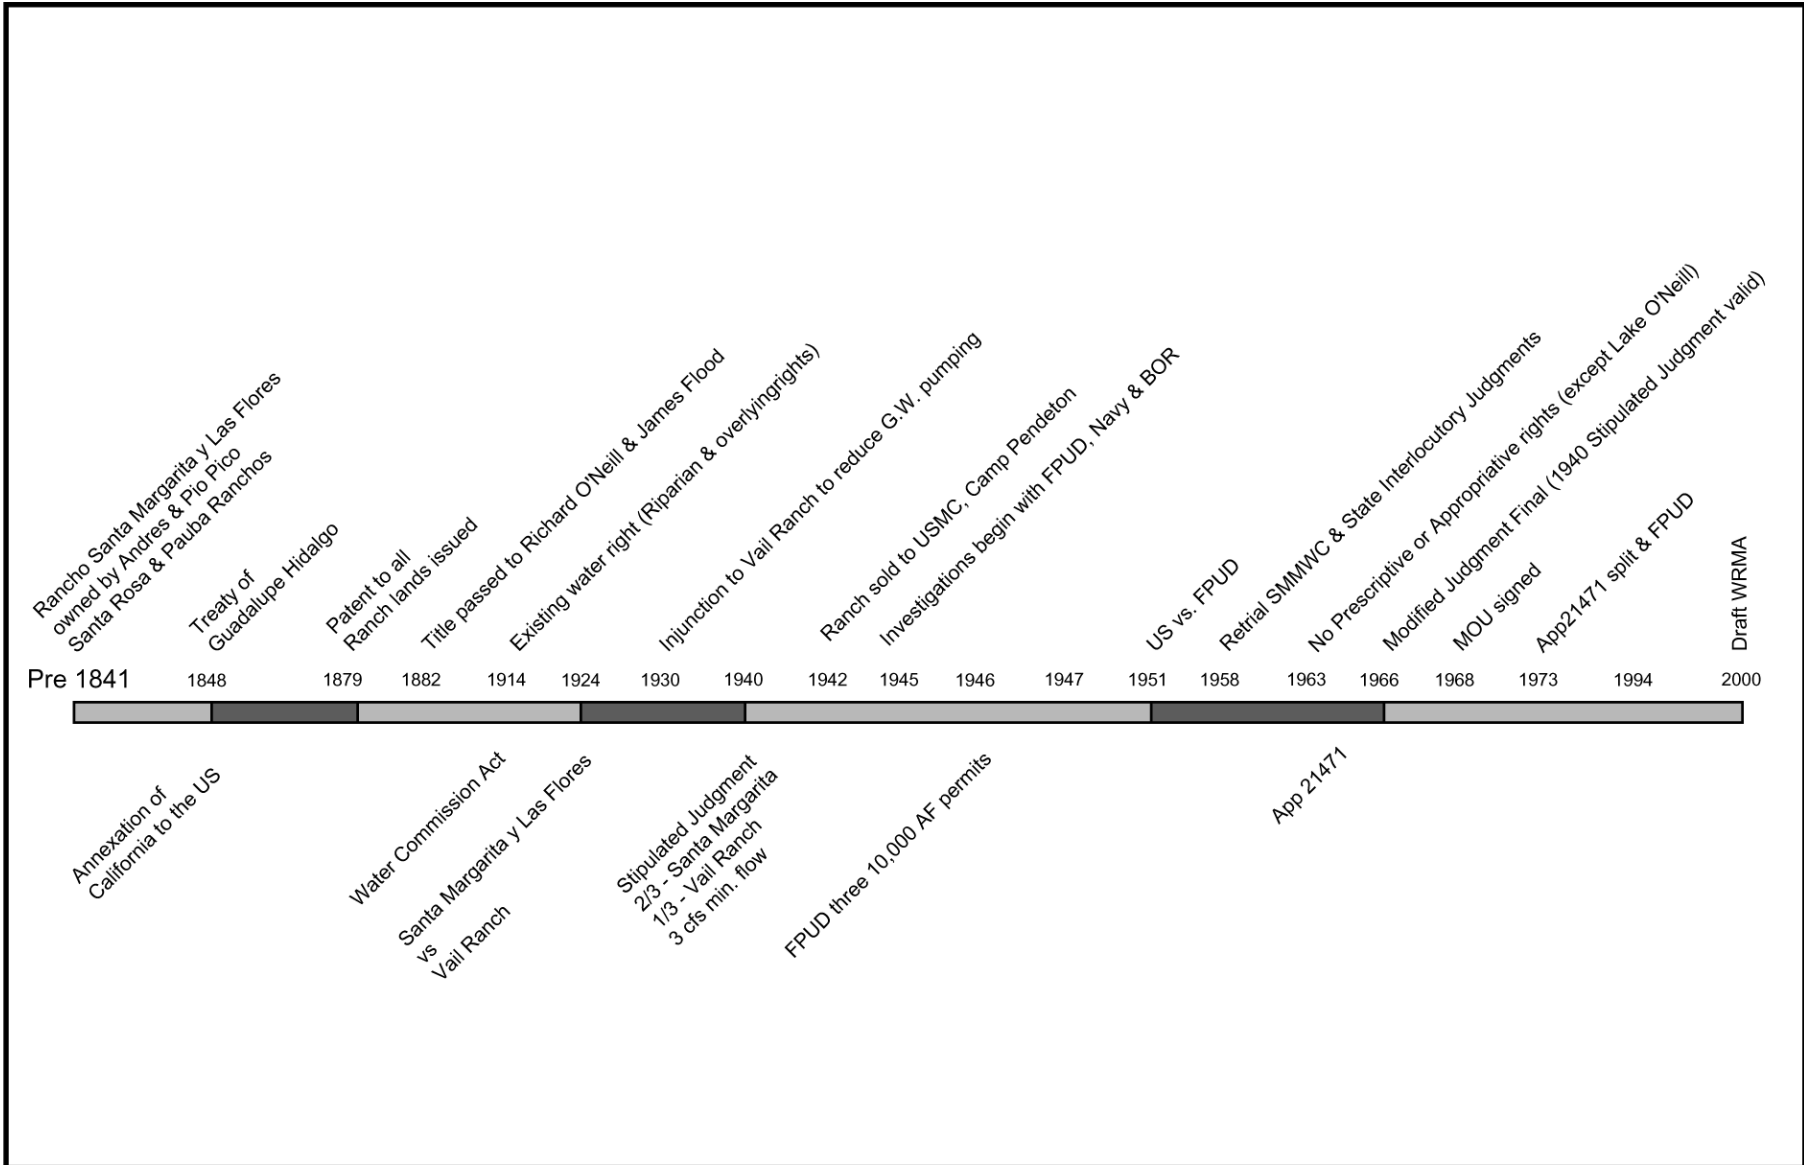 Rancho Santa Margarita y Las Flores
owned by Andres & Pio Pico
Santa Rosa & Pauba Ranchos
Treaty of
Guadalupe Hidalgo
Patent to all
Ranch lands issued
Title passed to Richard O'Neill & James Flood
Existing water right (Riparian & overlyingrights)
Injunction to Vail Ranch to reduce G.W. pumping
Ranch sold to USMC, Camp Pendeton
Investigations begin with FPUD, Navy & BOR
US vs. FPUD
Retrial SMMWC & State Interlocutory Judgments
No Prescriptive or Appropriative rights (except Lake O'Neill)
Modified Judgment Final (1940 Stipulated Judgment valid)
MOU signed
App21471 split & FPUD
Draft WRMA
Pre 1841 1848 1879 1882 1914 1924 1930 1940 1942 1945 1946 1947 1951 1958 1963 1966 1968 1973 1994 2000
Annexation of
California to the US
Water Commission Act
Santa Margarita y Las Flores
vs
Vail Ranch
Stipulated Judgment
2/3 - Santa Margarita
1/3 - Vail Ranch
3 cfs min. flow
FPUD three 10,000 AF permits
App 21471